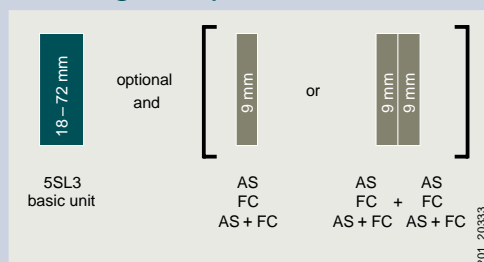 18 – 72 mm
optional
and
9 mm
or
9 mm
9 mm
5SL3
basic unit
AS
FC
AS + FC
AS AS
FC + FC
AS + FC AS + FC
201_20333